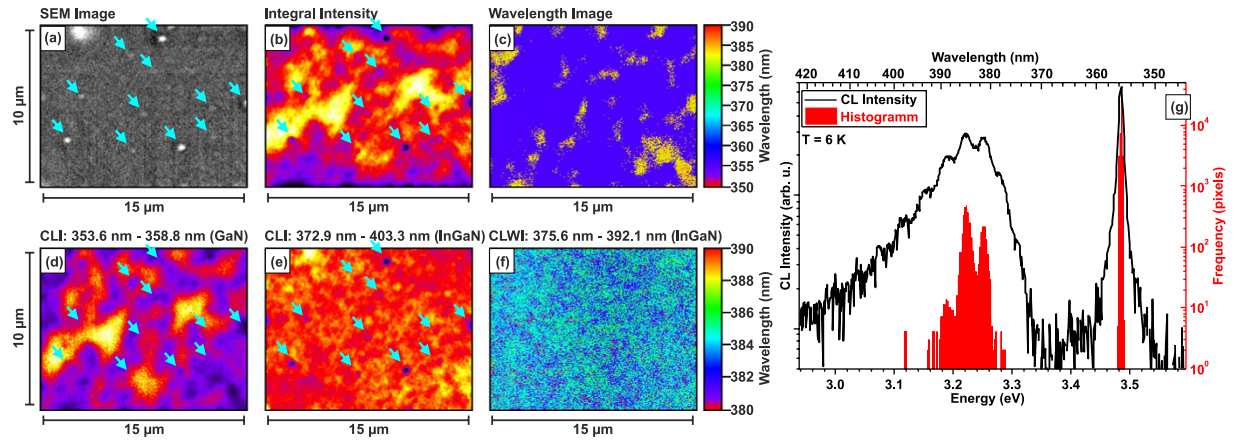 SEM Image
Integral Intensity
Wavelength Image
(a)
(b)
(c)
10 µm
15 µm
15 µm
15 µm
390
385
380
375
370
365
360
355
350
Wavelength (nm)
CLI: 353.6 nm - 358.8 nm (GaN)
CLI: 372.9 nm - 403.3 nm (InGaN)
CLWI: 375.6 nm - 392.1 nm (InGaN)
(d)
(e)
(f)
10 µm
15 µm
15 µm
15 µm
390
388
386
384
382
380
Wavelength (nm)
Wavelength (nm)
420 410 400 390 380 370 360 350
CL Intensity
Histogramm
T = 6 K
(g)
CL Intensity (arb. u.)
10⁴
10³
10²
10¹
10⁰
Frequency (pixels)
3.0 3.1 3.2 3.3 3.4 3.5
Energy (eV)